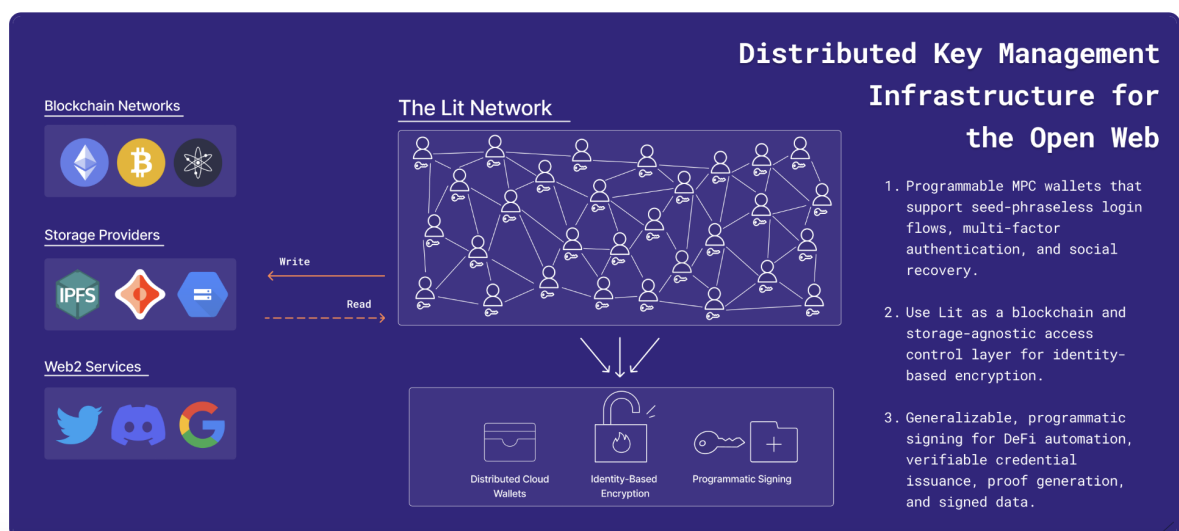 Distributed Key Management
Infrastructure for
the Open Web
Blockchain Networks
Storage Providers
IPFS
Web2 Services
The Lit Network
Write
Read
Distributed Cloud
Wallets
Identity-Based
Encryption
Programmatic Signing
1. Programmable MPC wallets that
support seed-phraseless login
flows, multi-factor
authentication, and social
recovery.
2. Use Lit as a blockchain and
storage-agnostic access
control layer for identity-
based encryption.
3. Generalizable, programmatic
signing for DeFi automation,
verifiable credential
issuance, proof generation,
and signed data.